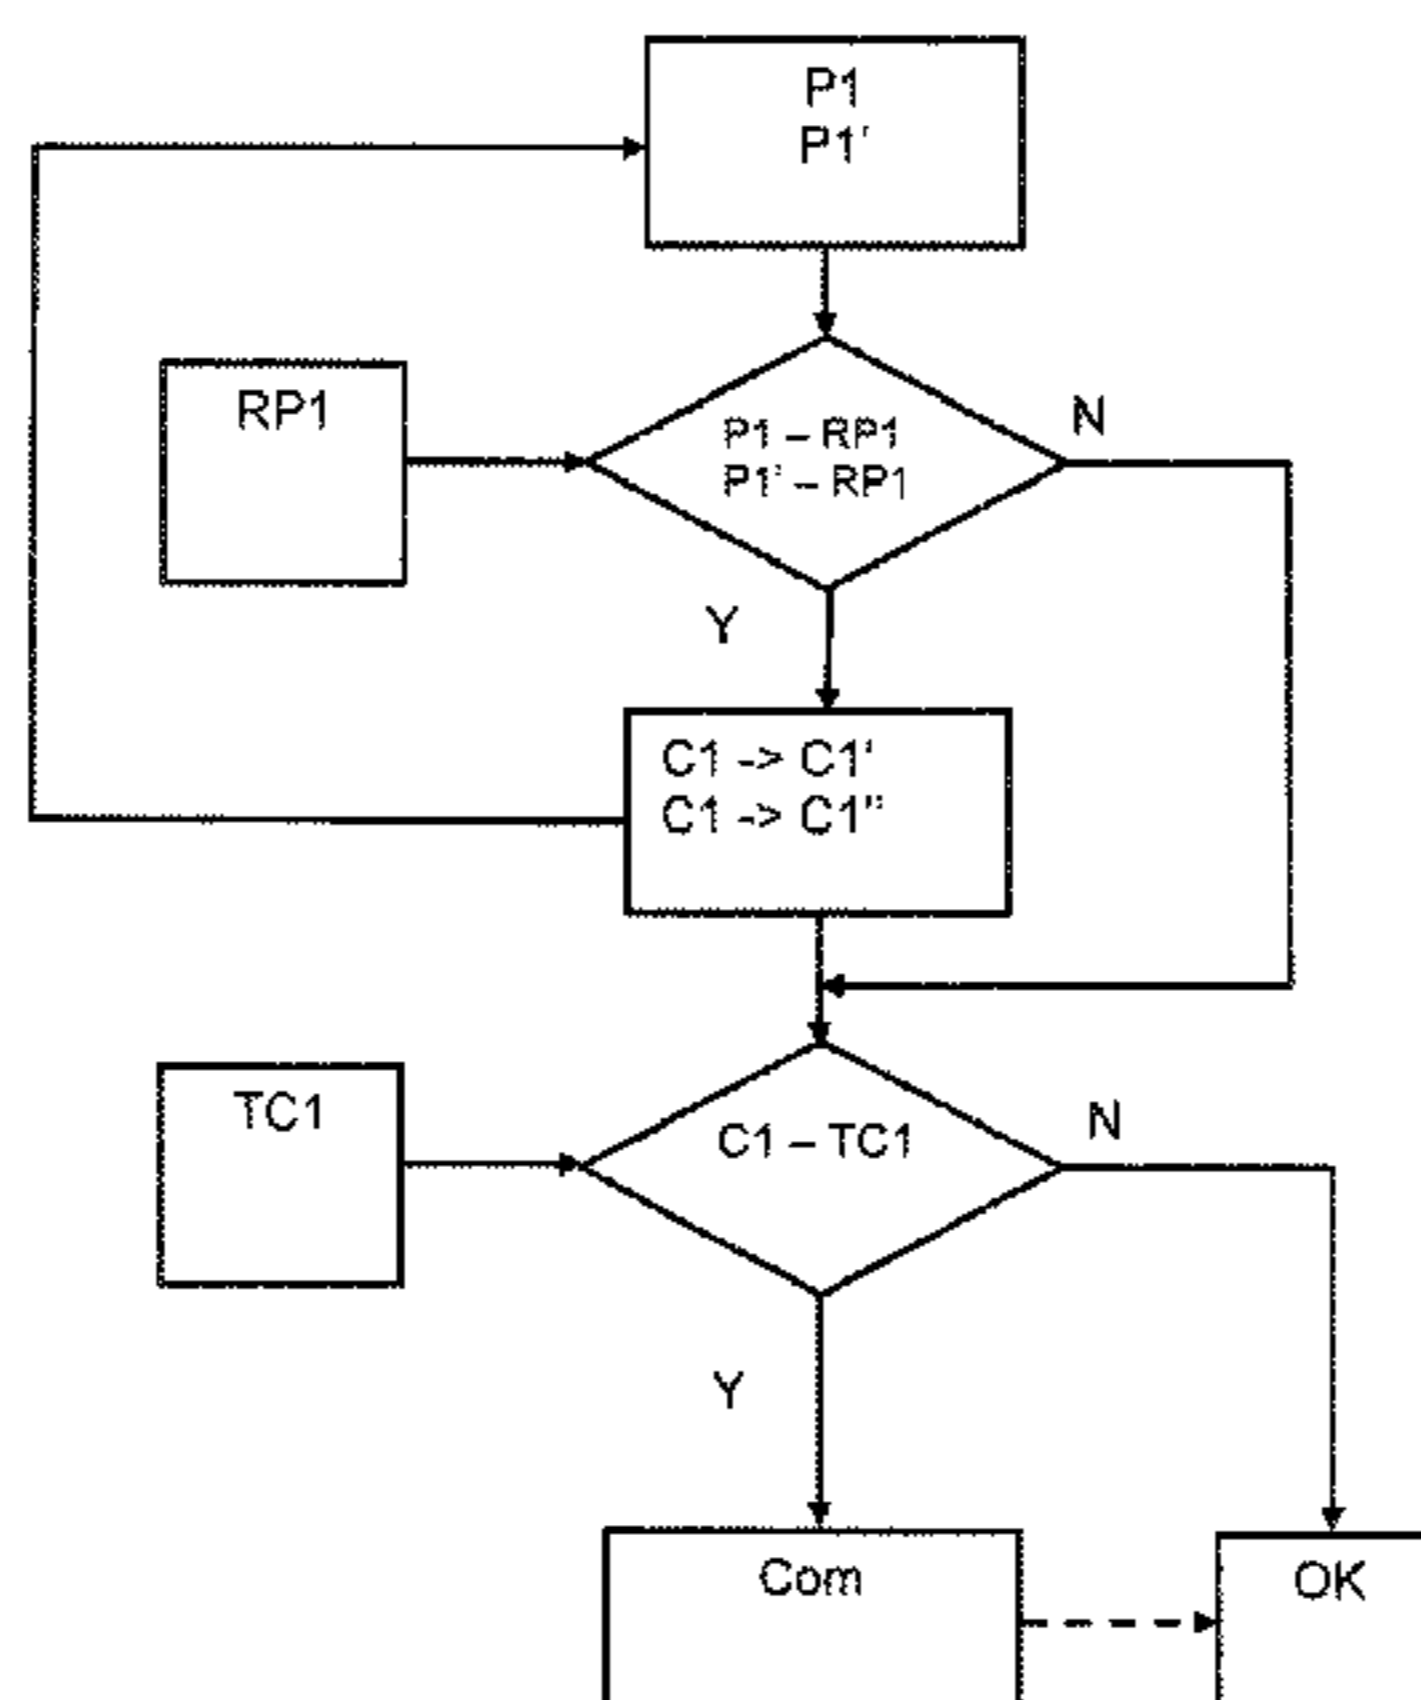 P1
P1'
RP1
P1 – RP1
P1' – RP1
N
Y
C1 -> C1'
C1 -> C1"
TC1
C1 – TC1
N
Y
Com
OK